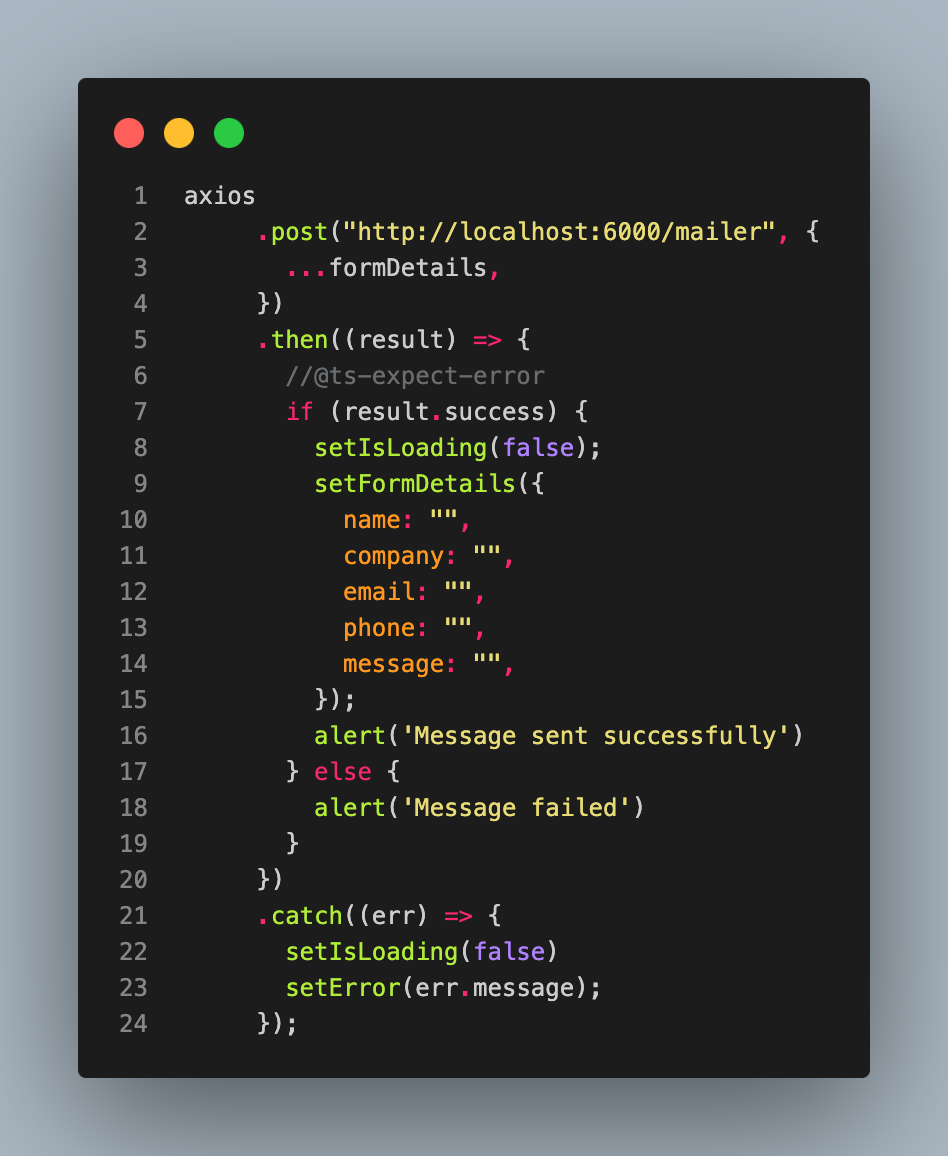 1 axios
2 .post("http://localhost:6000/mailer", {
3 ...formDetails,
4 })
5 .then((result) => {
6 //@ts-expect-error
7 if (result.success) {
8 setIsLoading(false);
9 setFormDetails({
10 name: "",
11 company: "",
12 email: "",
13 phone: "",
14 message: "",
15 });
16 alert('Message sent successfully')
17 } else {
18 alert('Message failed')
19 }
20 })
21 .catch((err) => {
22 setIsLoading(false)
23 setError(err.message);
24 });